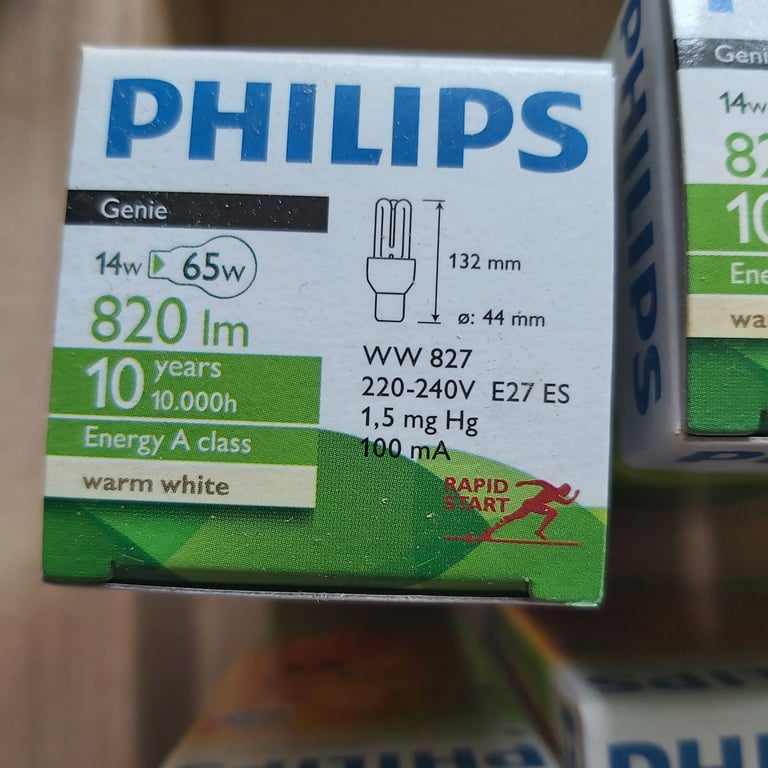 PHILIPS
Genie
14w 65w
820 lm
10 years
10.000h
Energy A class
warm white
132 mm
ø: 44 mm
WW 827
220-240V E27 ES
1,5 mg Hg
100 mA
RAPID
START
PHILIPS
Geni
14w
82
10
Ene
wa
PHILIPS